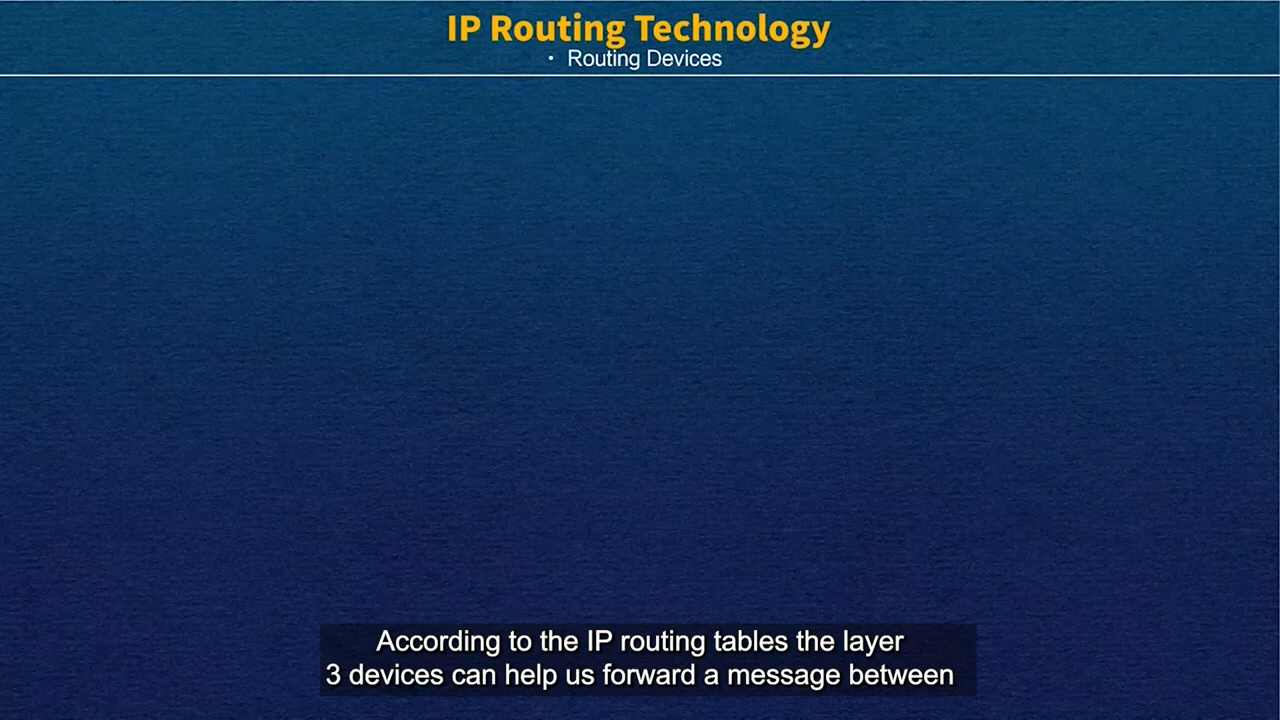 IP Routing Technology
• Routing Devices
According to the IP routing tables the layer
3 devices can help us forward a message between